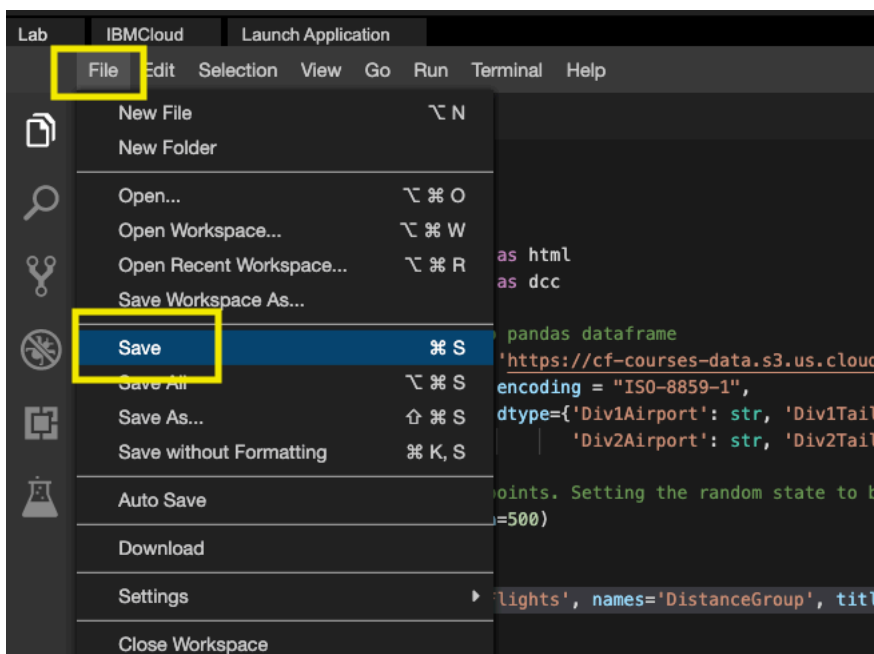 Lab IBMCloud Launch Application
File Edit Selection View Go Run Terminal Help
New File ⌥ N
New Folder
Open... ⌥ ⌘ O
Open Workspace... ⌥ ⌘ W
Open Recent Workspace... ⌥ ⌘ R
Save Workspace As...
Save ⌘ S
Save All ⌥ ⌘ S
Save As... ⇧ ⌘ S
Save without Formatting ⌘ K, S
Auto Save
Download
Settings
Close Workspace
as html
as dcc
pandas dataframe
'https://cf-courses-data.s3.us.cloud
encoding = "ISO-8859-1",
dtype={'Div1Airport': str, 'Div1Tail
'Div2Airport': str, 'Div2Tail
oints. Setting the random state to b
=500)
lights', names='DistanceGroup', titl